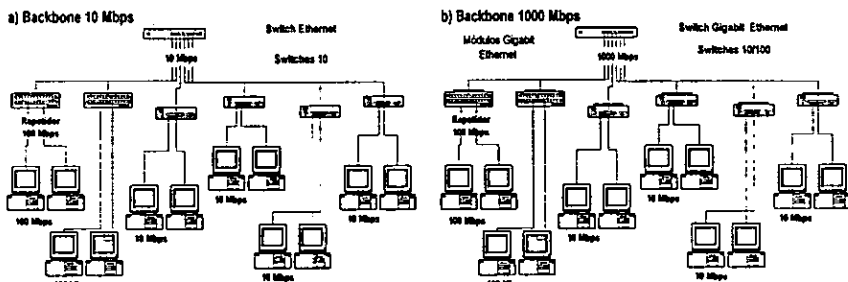 a) Backbone 10 Mbps
Switch Ethernet
10 Mbps
Switches 10
Repetidor
100 Mbps
100 Mbps
10 Mbps
10 Mbps
10 Mbps
10 Mbps
b) Backbone 1000 Mbps
Módulos Gigabit
Ethernet
Switch Gigabit Ethernet
1000 Mbps
Switches 10/100
Repetidor
100 Mbps
100 Mbps
10 Mbps
10 Mbps
10 Mbps
10 Mbps